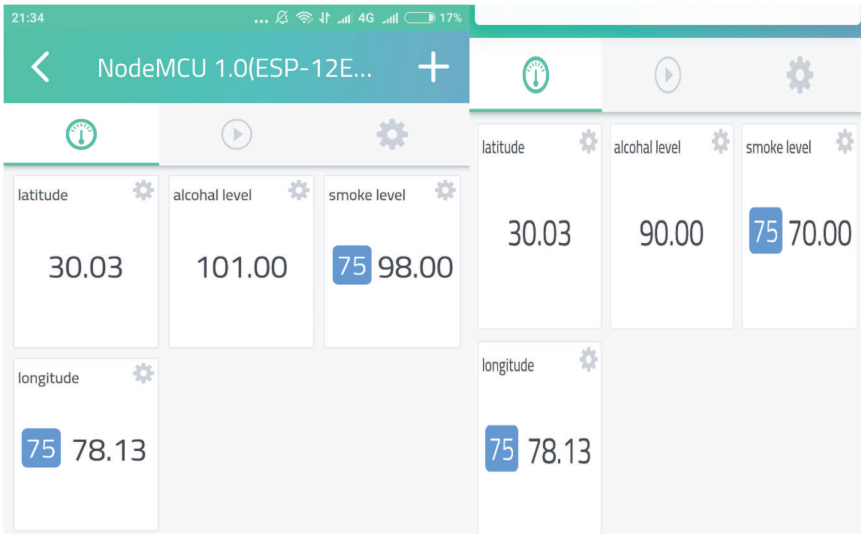 21:34 ... 4G 17%
NodeMCU 1.0(ESP-12E...
latitude
30.03
alcohal level
101.00
smoke level
75 98.00
longitude
75 78.13
latitude
30.03
alcohal level
90.00
smoke level
75 70.00
longitude
75 78.13